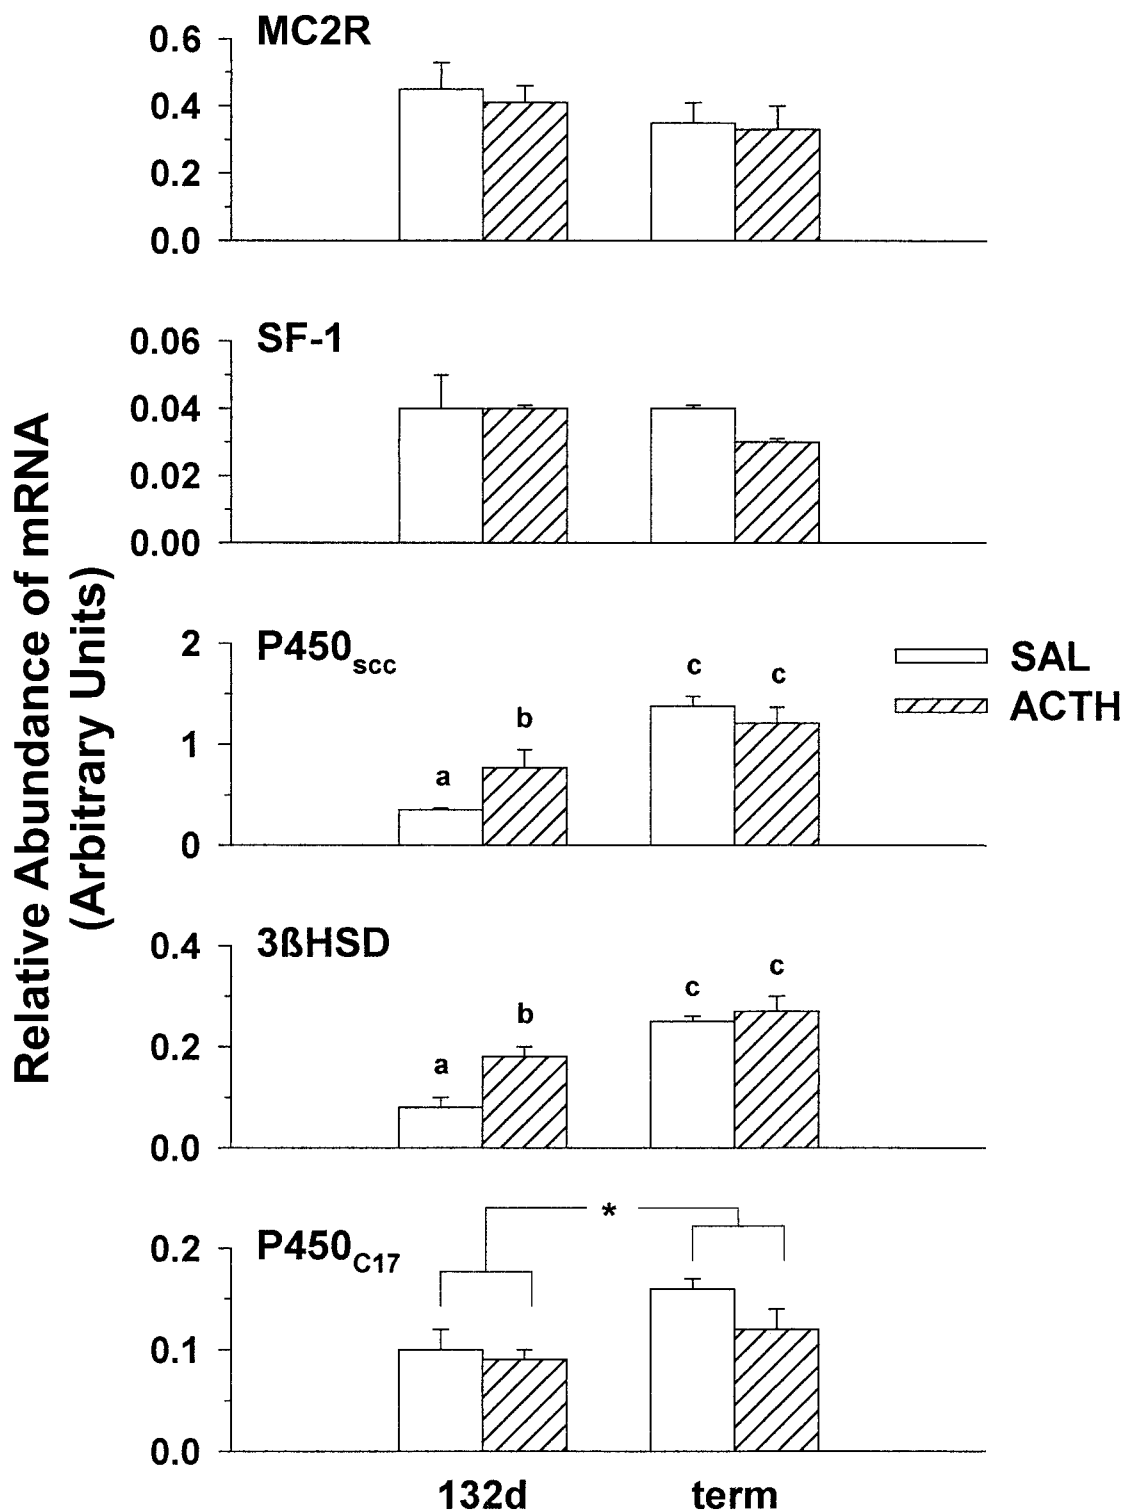 Relative Abundance of mRNA
(Arbitrary Units)
MC2R
0.6
0.4
0.2
0.0
SF-1
0.06
0.04
0.02
0.00
P450scc
2
1
0
a
b
c
c
SAL
ACTH
3ßHSD
0.4
0.2
0.0
a
b
c
c
P450C17
0.2
0.1
0.0
*
132d
term